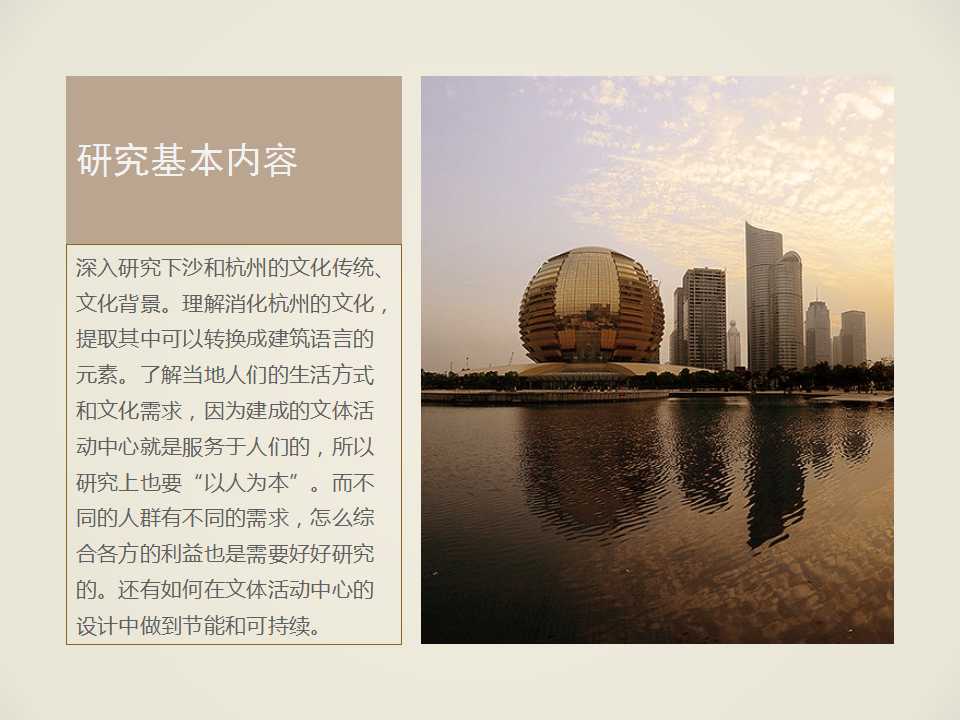 研究基本内容
深入研究下沙和杭州的文化传统、
文化背景。理解消化杭州的文化，
提取其中可以转换成建筑语言的
元素。了解当地人们的生活方式
和文化需求，因为建成的文体活
动中心就是服务于人们的，所以
研究上也要“以人为本”。而不
同的人群有不同的需求，怎么综
合各方的利益也是需要好好研究
的。还有如何在文体活动中心的
设计中做到节能和可持续。